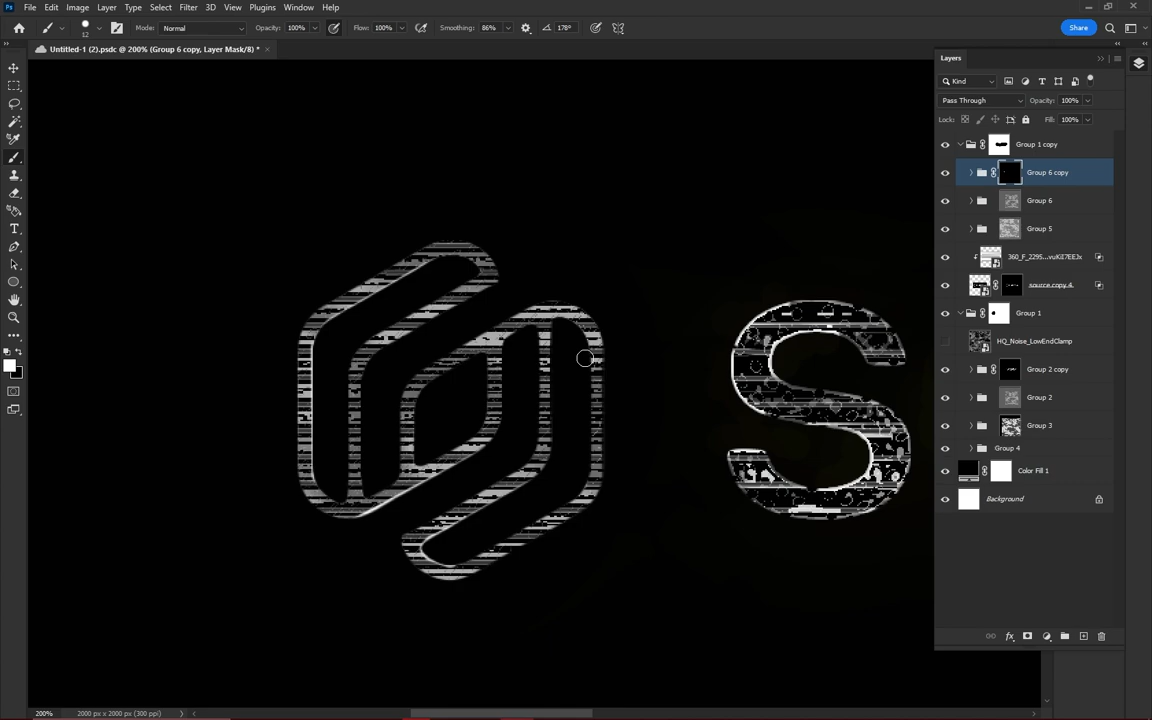 Ps File Edit Image Layer Type Select Filter 3D View Plugins Window Help
12 Mode: Normal Opacity: 100% Flow: 100% Smoothing: 86% 178° Share
Untitled-1 (2).psdc @ 200% (Group 6 copy, Layer Mask/8) * ×
Layers
Kind
Pass Through Opacity: 100%
Lock: Fill: 100%
Group 1 copy
Group 6 copy
Group 6
Group 5
360_F_2295...vuKiI7EEJx
source copy 4
Group 1
HQ_Noise_LowEndClamp
Group 2 copy
Group 2
Group 3
Group 4
Color Fill 1
Background
S
fx
200% 2000 px x 2000 px (300 ppi)